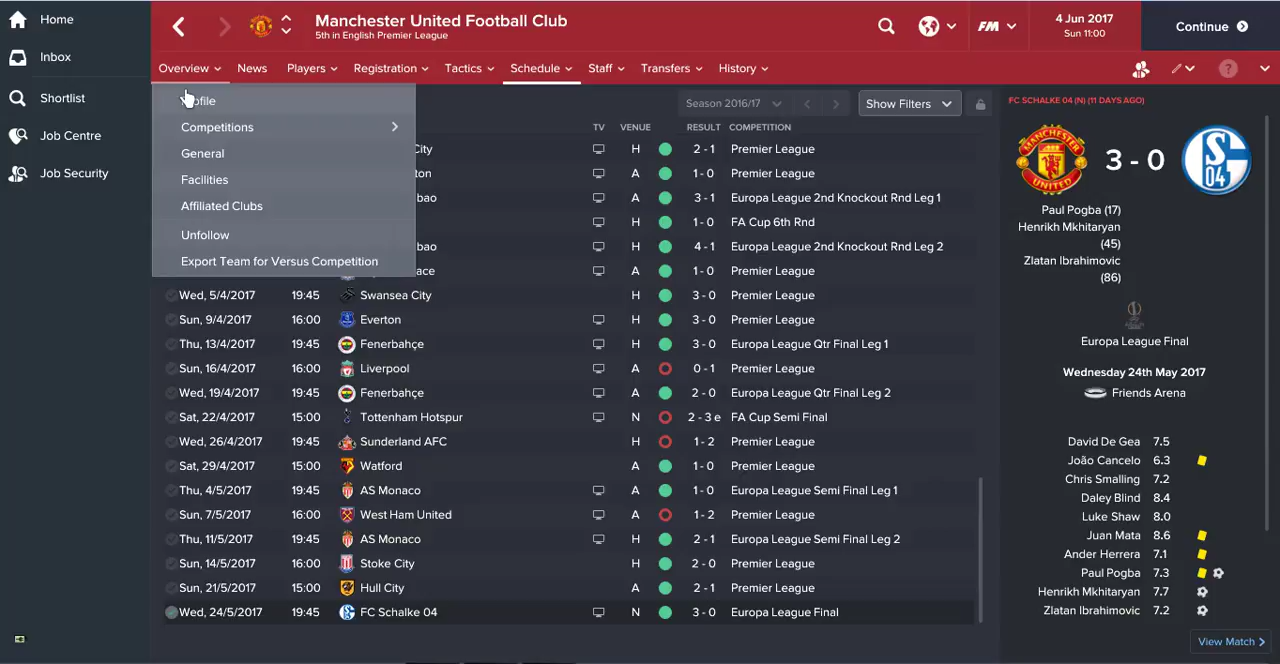 Home
Inbox
Shortlist
Job Centre
Job Security
Manchester United Football Club
5th in English Premier League
FM
4 Jun 2017
Sun 11:00
Continue
Overview News Players Registration Tactics Schedule Staff Transfers History
?
Competitions
General
Facilities
Affiliated Clubs
Unfollow
Export Team for Versus Competition
Season 2016/17 Show Filters
TV VENUE RESULT COMPETITION
City H 2 - 1 Premier League
A 1 - 0 Premier League
A 3 - 1 Europa League 2nd Knockout Rnd Leg 1
H 1 - 0 FA Cup 6th Rnd
H 4 - 1 Europa League 2nd Knockout Rnd Leg 2
A 1 - 0 Premier League
Wed, 5/4/2017 19:45 Swansea City H 3 - 0 Premier League
Sun, 9/4/2017 16:00 Everton H 3 - 0 Premier League
Thu, 13/4/2017 19:45 Fenerbahçe H 3 - 0 Europa League Qtr Final Leg 1
Sun, 16/4/2017 16:00 Liverpool A 0 - 1 Premier League
Wed, 19/4/2017 19:45 Fenerbahçe A 2 - 0 Europa League Qtr Final Leg 2
Sat, 22/4/2017 15:00 Tottenham Hotspur N 2 - 3 e FA Cup Semi Final
Wed, 26/4/2017 19:45 Sunderland AFC H 1 - 2 Premier League
Sat, 29/4/2017 15:00 Watford A 1 - 0 Premier League
Thu, 4/5/2017 19:45 AS Monaco A 1 - 0 Europa League Semi Final Leg 1
Sun, 7/5/2017 16:00 West Ham United A 1 - 2 Premier League
Thu, 11/5/2017 19:45 AS Monaco H 2 - 1 Europa League Semi Final Leg 2
Sun, 14/5/2017 16:00 Stoke City H 2 - 0 Premier League
Sun, 21/5/2017 15:00 Hull City A 2 - 1 Premier League
Wed, 24/5/2017 19:45 FC Schalke 04 N 3 - 0 Europa League Final
FC SCHALKE 04 (N) (11 DAYS AGO)
3 - 0
Paul Pogba (17)
Henrikh Mkhitaryan
(45)
Zlatan Ibrahimovic
(86)
Europa League Final
Wednesday 24th May 2017
Friends Arena
David De Gea 7.5
João Cancelo 6.3
Chris Smalling 7.2
Daley Blind 8.4
Luke Shaw 8.0
Juan Mata 8.6
Ander Herrera 7.1
Paul Pogba 7.3
Henrikh Mkhitaryan 7.7
Zlatan Ibrahimovic 7.2
View Match